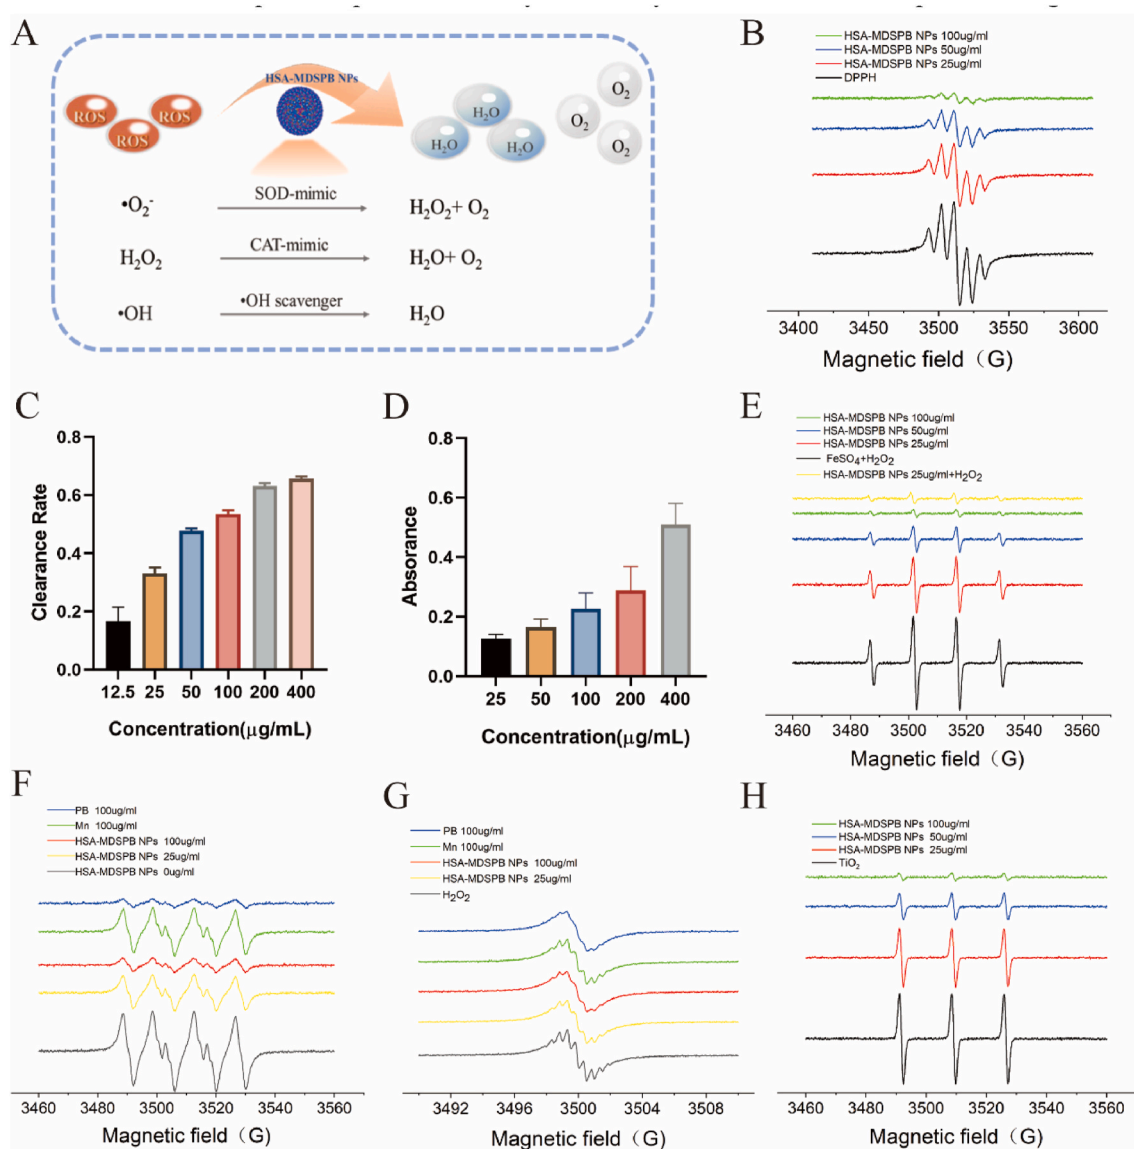 A
HSA-MDSPB NPs
ROS
ROS
ROS
H2O
H2O
H2O
O2
O2
O2
•O2-
SOD-mimic
H2O2+ O2
H2O2
CAT-mimic
H2O+ O2
•OH
•OH scavenger
H2O
B
HSA-MDSPB NPs 100ug/ml
HSA-MDSPB NPs 50ug/ml
HSA-MDSPB NPs 25ug/ml
DPPH
3400 3450 3500 3550 3600
Magnetic field (G)
C
Clearance Rate
0.8
0.6
0.4
0.2
0.0
12.5 25 50 100 200 400
Concentration(μg/mL)
D
Absorance
0.8
0.6
0.4
0.2
0.0
25 50 100 200 400
Concentration(μg/mL)
E
HSA-MDSPB NPs 100ug/ml
HSA-MDSPB NPs 50ug/ml
HSA-MDSPB NPs 25ug/ml
FeSO4+H2O2
HSA-MDSPB NPs 25ug/ml+H2O2
3460 3480 3500 3520 3540 3560
Magnetic field (G)
F
PB 100ug/ml
Mn 100ug/ml
HSA-MDSPB NPs 100ug/ml
HSA-MDSPB NPs 25ug/ml
HSA-MDSPB NPs 0ug/ml
3460 3480 3500 3520 3540 3560
Magnetic field (G)
G
PB 100ug/ml
Mn 100ug/ml
HSA-MDSPB NPs 100ug/ml
HSA-MDSPB NPs 25ug/ml
H2O2
3492 3496 3500 3504 3508
Magnetic field (G)
H
HSA-MDSPB NPs 100ug/ml
HSA-MDSPB NPs 50ug/ml
HSA-MDSPB NPs 25ug/ml
TiO2
3460 3480 3500 3520 3540 3560
Magnetic field (G)